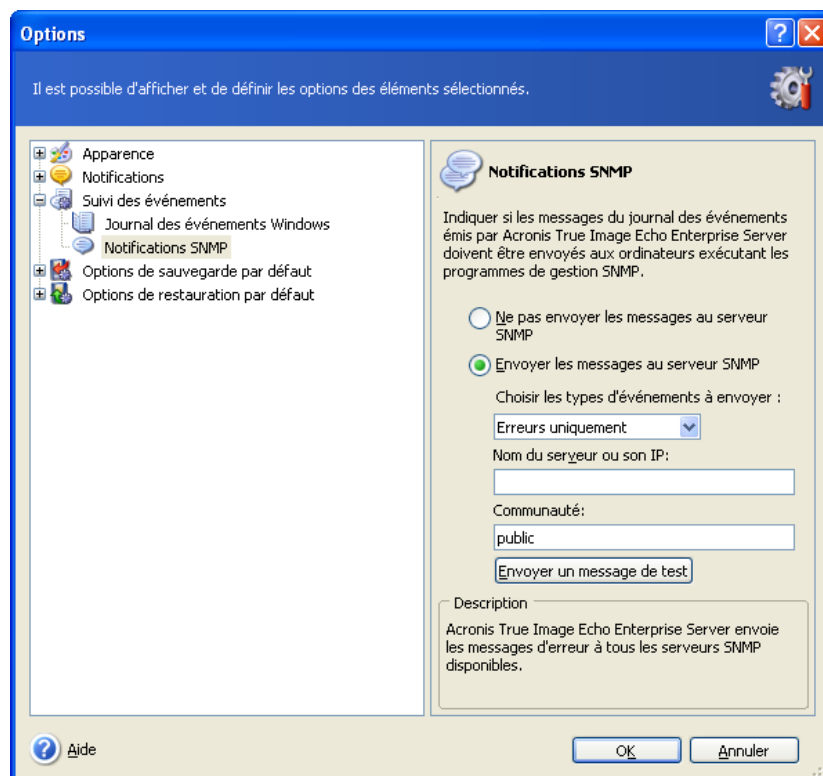 Options
Il est possible d'afficher et de définir les options des éléments sélectionnés.
Apparence
Notifications
Suivi des événements
Journal des événements Windows
Notifications SNMP
Options de sauvegarde par défaut
Options de restauration par défaut
Notifications SNMP
Indiquer si les messages du journal des événements
émis par Acronis True Image Echo Enterprise Server
doivent être envoyés aux ordinateurs exécutant les
programmes de gestion SNMP.
Ne pas envoyer les messages au serveur
SNMP
Envoyer les messages au serveur SNMP
Choisir les types d'événements à envoyer :
Erreurs uniquement
Nom du serveur ou son IP:
Communauté:
public
Envoyer un message de test
Description
Acronis True Image Echo Enterprise Server envoie
les messages d'erreur à tous les serveurs SNMP
disponibles.
Aide
OK
Annuler